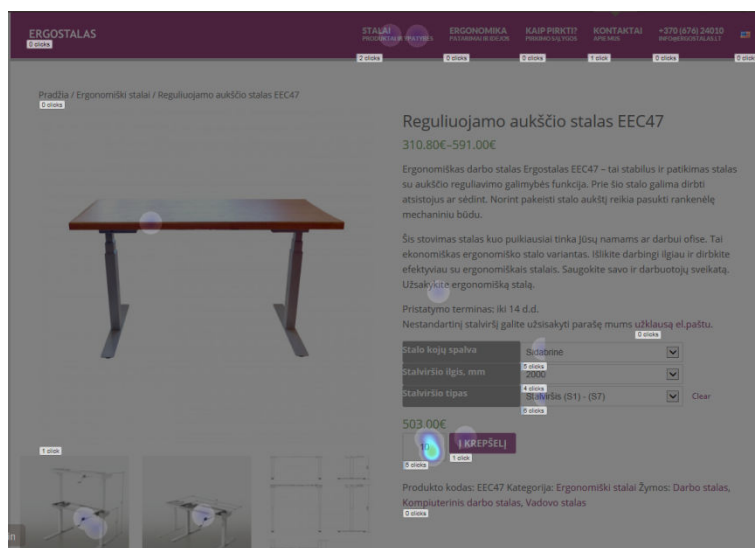 ERGOSTALAS
0 clicks
STALAI
PRODUKTAI IR YPATYBĖS
2 clicks
ERGONOMIKA
PATARIMAI IR IDĖJOS
0 clicks
KAIP PIRKTI?
PIRKIMO SĄLYGOS
0 clicks
KONTAKTAI
APIE MUS
1 click
+370 (676) 24010
INFO@ERGOSTALAS.LT
0 clicks
0 click
Pradžia / Ergonomiški stalai / Reguliuojamo aukščio stalas EEC47
0 clicks
Reguliuojamo aukščio stalas EEC47
310.80€–591.00€
Ergonomiškas darbo stalas Ergostalas EEC47 – tai stabilus ir patikimas stalas
su aukščio reguliavimo galimybės funkcija. Prie šio stalo galima dirbti
atsistojus ar sėdint. Norint pakeisti stalo aukštį reikia pasukti rankenėlę
mechaniniu būdu.
Šis stovimas stalas kuo puikiausiai tinka Jūsų namams ar darbui ofise. Tai
ekonomiškas ergonomiško stalo variantas. Išlikite darbingi ilgiau ir dirbkite
efektyviau su ergonomiškais stalais. Saugokite savo ir darbuotojų sveikatą.
Užsakykite ergonomišką stalą.
Pristatymo terminas: iki 14 d.d.
Nestandartinį stalviršį galite užsisakyti parašę mums užklausą el.paštu.
0 clicks
Stalo kojų spalva
Sidabrinė
5 clicks
Stalviršio ilgis, mm
2000
4 clicks
Stalviršio tipas
Stalviršis (S1) - (S7)
Clear
6 clicks
503.00€
10
Į KREPŠELĮ
5 clicks
1 click
1 click
Produkto kodas: EEC47 Kategorija: Ergonomiški stalai Žymos: Darbo stalas,
Kompiuterinis darbo stalas, Vadovo stalas
0 clicks
in